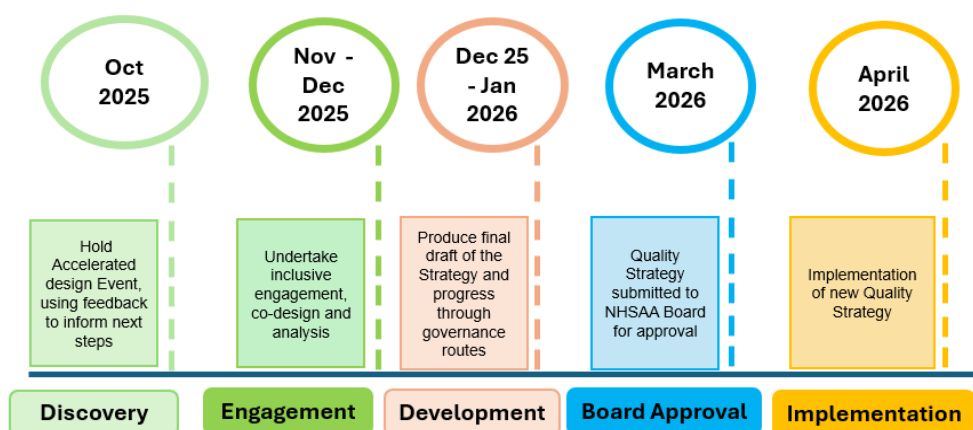 Oct
2025
Nov -
Dec
2025
Dec 25
- Jan
2026
March
2026
April
2026
Hold
Accelerated
design Event,
using feedback
to inform next
steps
Undertake
inclusive
engagement,
co-design and
analysis
Produce final
draft of the
Strategy and
progress
through
governance
routes
Quality
Strategy
submitted to
NHSAA Board
for approval
Implementation
of new Quality
Strategy
Discovery
Engagement
Development
Board Approval
Implementation